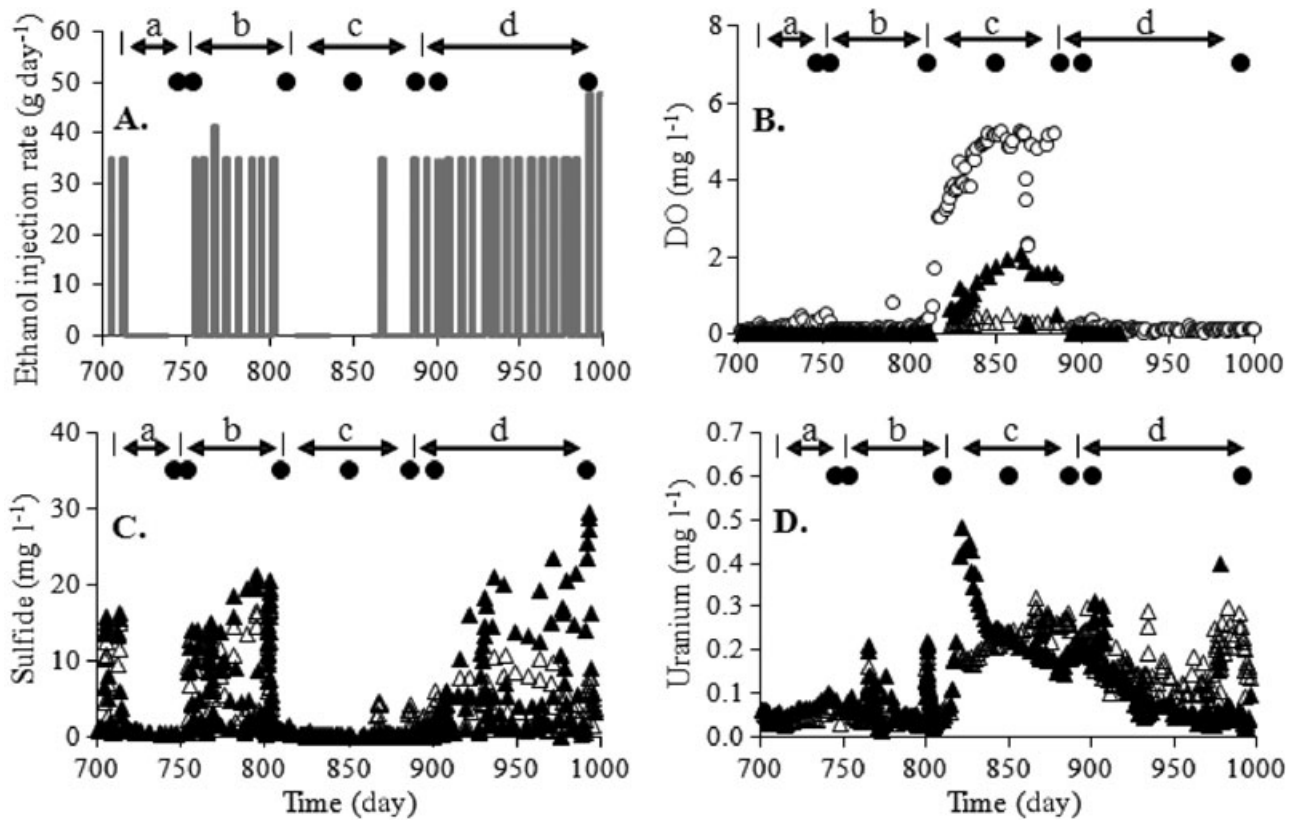 a b c d
A.
Ethanol injection rate (g day-1)
60
50
40
30
20
10
0
700 750 800 850 900 950 1000
a b c d
B.
DO (mg l-1)
8
6
4
2
0
700 750 800 850 900 950 1000
a b c d
C.
Sulfide (mg l-1)
40
30
20
10
0
700 750 800 850 900 950 1000
Time (day)
a b c d
D.
Uranium (mg l-1)
0.7
0.6
0.5
0.4
0.3
0.2
0.1
0.0
700 750 800 850 900 950 1000
Time (day)